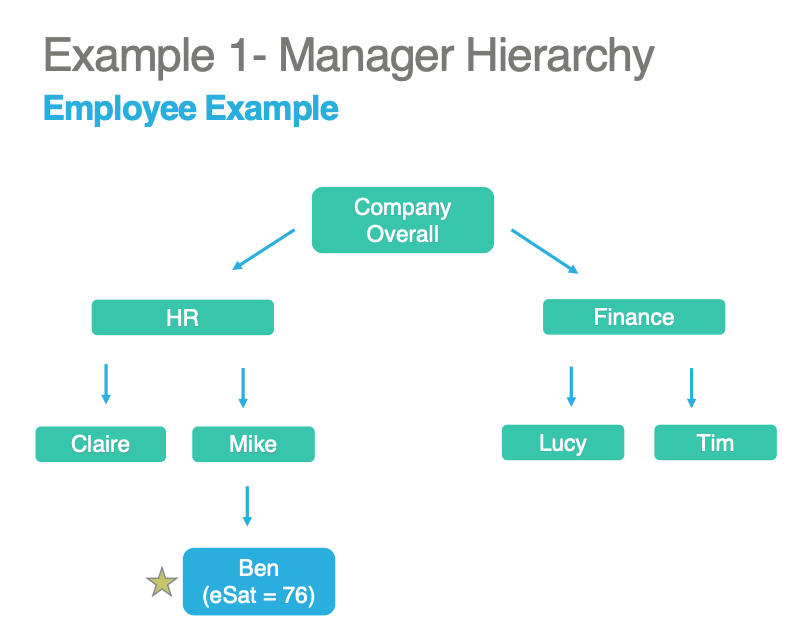 Example 1- Manager Hierarchy
Employee Example
Company
Overall
HR
Finance
Claire
Mike
Lucy
Tim
Ben
(eSat = 76)